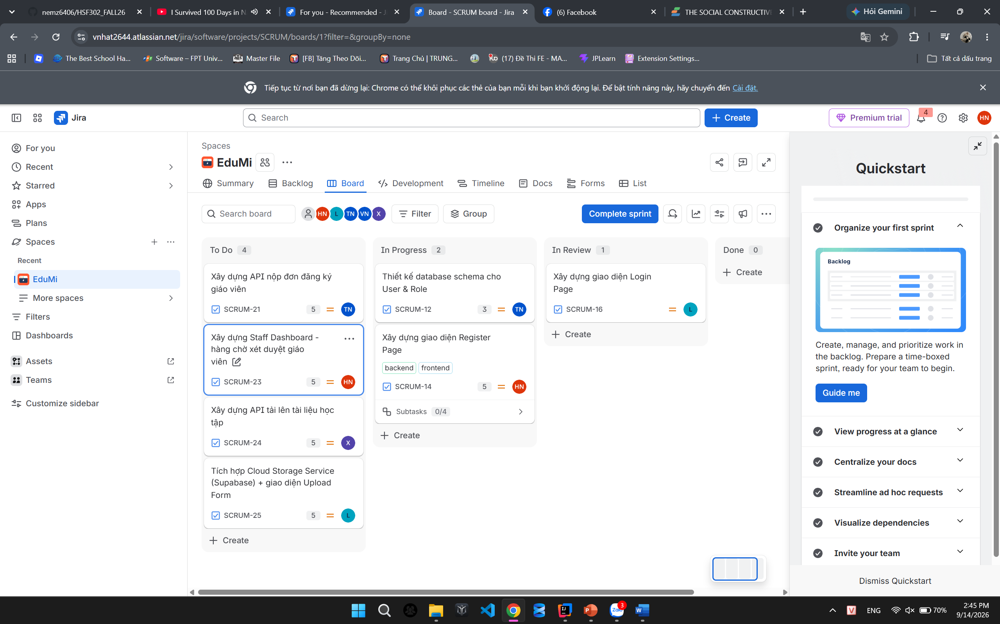 nemz6406/HSF302_FALL26
I Survived 100 Days in N
For you - Recommended - J
Board - SCRUM board - Jira
(6) Facebook
THE SOCIAL CONSTRUCTIVE
Hỏi Gemini
vnhat2644.atlassian.net/jira/software/projects/SCRUM/boards/1?filter=&groupBy=none
The Best School Ha...
Software – FPT Univ...
Master File
[FB] Tăng Theo Dõi...
Trang Chủ | TRUNG...
(17) Đề Thi FE - MA...
JPLearn
Extension Settings...
Tất cả dấu trang
Tiếp tục từ nơi bạn đã dừng lại: Chrome có thể khôi phục các thẻ của bạn mỗi khi bạn khởi động lại. Để bật tính năng này, hãy chuyển đến Cài đặt.
Jira
Search
Create
Premium trial
4
HN
For you
Recent
Starred
Apps
Plans
Spaces
Recent
EduMi
More spaces
Filters
Dashboards
Assets
Teams
Customize sidebar
Spaces
EduMi
Summary
Backlog
Board
Development
Timeline
Docs
Forms
List
Search board
HN
L
TN
VN
X
Filter
Group
Complete sprint
To Do 4
Xây dựng API nộp đơn đăng ký
giáo viên
SCRUM-21
5
TN
Xây dựng Staff Dashboard -
hàng chờ xét duyệt giáo
viên
SCRUM-23
5
HN
Xây dựng API tải lên tài liệu học
tập
SCRUM-24
5
X
Tích hợp Cloud Storage Service
(Supabase) + giao diện Upload
Form
SCRUM-25
5
L
Create
In Progress 2
Thiết kế database schema cho
User & Role
SCRUM-12
3
TN
Xây dựng giao diện Register
Page
backend
frontend
SCRUM-14
5
HN
Subtasks 0/4
Create
In Review 1
Xây dựng giao diện Login
Page
SCRUM-16
L
Create
Done 0
Create
Quickstart
Organize your first sprint
Backlog
Create, manage, and prioritize work in
the backlog. Prepare a time-boxed
sprint, ready for your team to begin.
Guide me
View progress at a glance
Centralize your docs
Streamline ad hoc requests
Visualize dependencies
Invite your team
Dismiss Quickstart
IJ
P
Zalo
3
W
V
ENG
70%
2:45 PM
9/14/2026